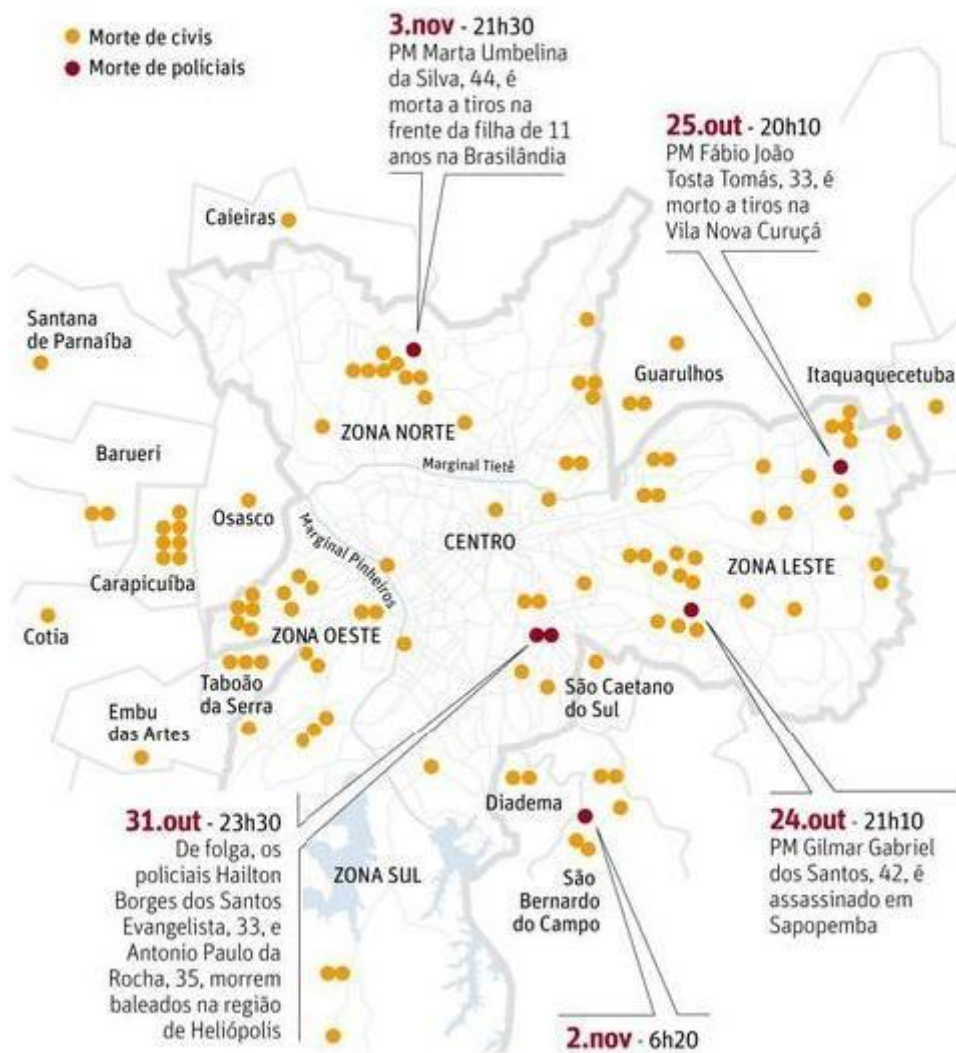 Morte de civis
Morte de policiais
3.nov - 21h30
PM Marta Umbelina
da Silva, 44, é
morta a tiros na
frente da filha de 11
anos na Brasilândia
25.out - 20h10
PM Fábio João
Tosta Tomás, 33, é
morto a tiros na
Vila Nova Curuçá
Caieiras
Santana
de Parnaíba
Guarulhos
Itaquaquecetuba
ZONA NORTE
Barueri
Marginal Tietê
Osasco
Marginal Pinheiros
CENTRO
ZONA LESTE
Carapicuíba
Cotia
ZONA OESTE
Taboão
da Serra
São Caetano
do Sul
Embu
das Artes
Diadema
31.out - 23h30
De folga, os
policiais Hailton
Borges dos Santos
Evangelista, 33, e
Antonio Paulo da
Rocha, 35, morrem
baleados na região
de Heliópolis
ZONA SUL
São
Bernardo
do Campo
24.out - 21h10
PM Gilmar Gabriel
dos Santos, 42, é
assassinado em
Sapopemba
2.nov - 6h20